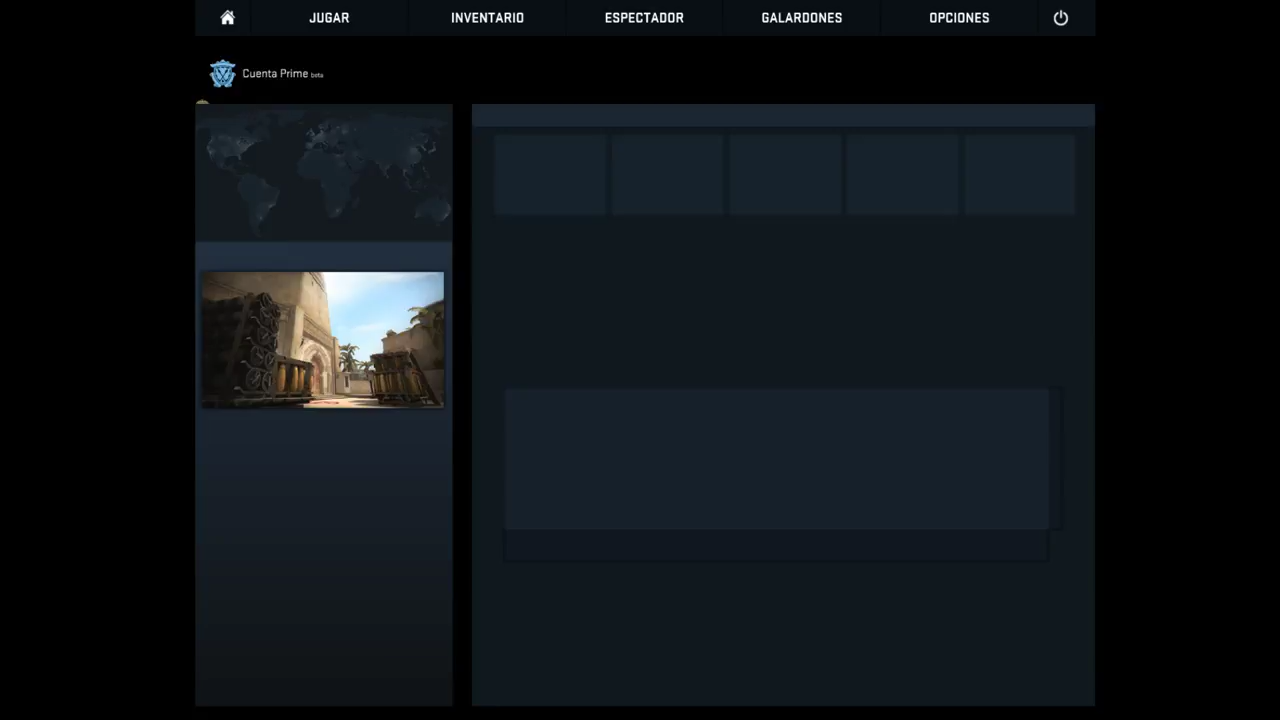 JUGAR INVENTARIO ESPECTADOR GALARDONES OPCIONES
Cuenta Prime beta